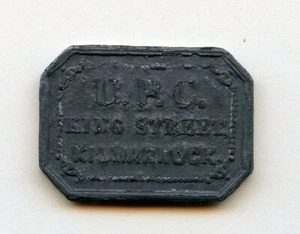 U. P. C.
KING STREET
KILMARNOCK.